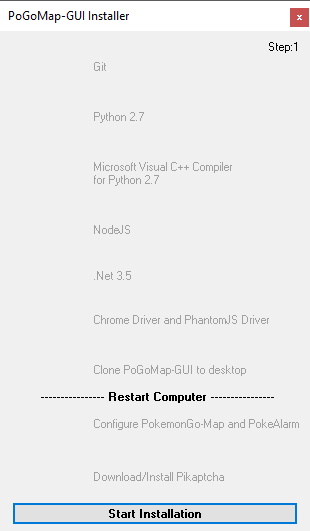 PoGoMap-GUI Installer
x
Step:1
Git
Python 2.7
Microsoft Visual C++ Compiler
for Python 2.7
NodeJS
.Net 3.5
Chrome Driver and PhantomJS Driver
Clone PoGoMap-GUI to desktop
---------------- Restart Computer ----------------
Configure PokemonGo-Map and PokeAlarm
Download/Install Pikaptcha
Start Installation